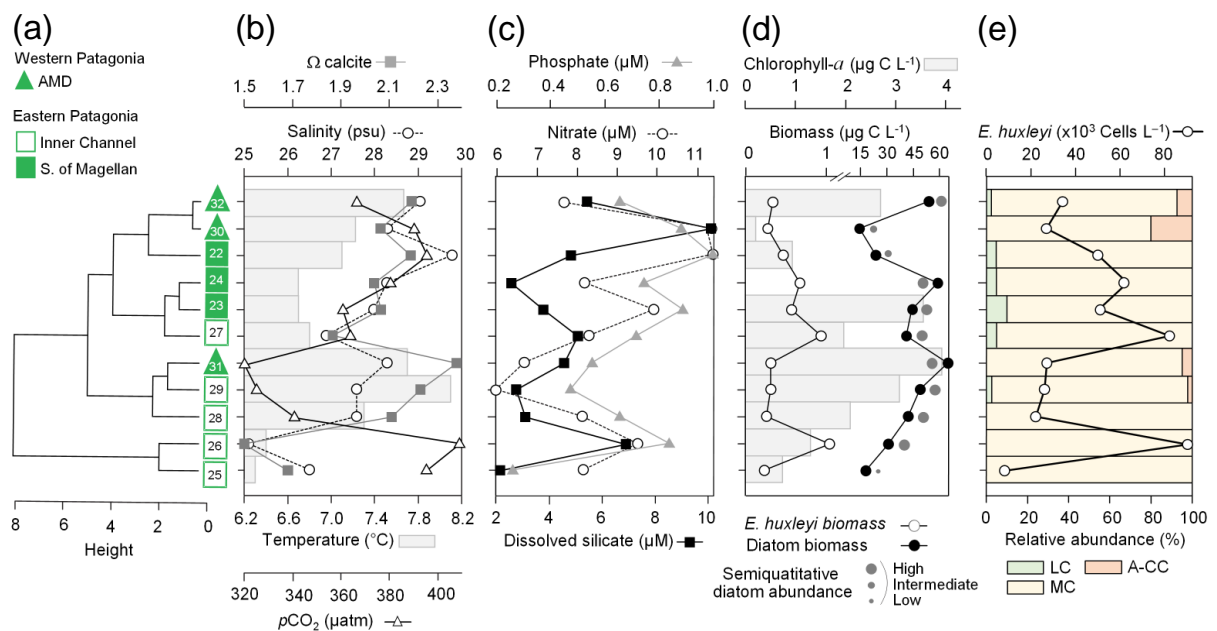 (a)
Western Patagonia
AMD
Eastern Patagonia
Inner Channel
S. of Magellan
32
30
22
24
23
27
31
29
28
26
25
8 6 4 2 0
Height
(b)
Ω calcite
1.5 1.7 1.9 2.1 2.3
Salinity (psu)
25 26 27 28 29 30
6.2 6.6 7.0 7.4 7.8 8.2
Temperature (°C)
320 340 360 380 400
pCO2 (µatm)
(c)
Phosphate (µM)
0.2 0.4 0.6 0.8 1.0
Nitrate (µM)
6 6 7 8 9 10 11
2 4 6 8 10
Dissolved silicate (µM)
(d)
Chlorophyll-a (µg C L⁻¹)
0 1 2 3 4
Biomass (µg C L⁻¹)
0 1 15 30 45 60
E. huxleyi biomass
Diatom biomass
Semiquatitative
diatom abundance
High
Intermediate
Low
(e)
E. huxleyi (x10³ Cells L⁻¹)
0 20 40 60 80
0 20 40 60 80 100
Relative abundance (%)
LC
A-CC
MC